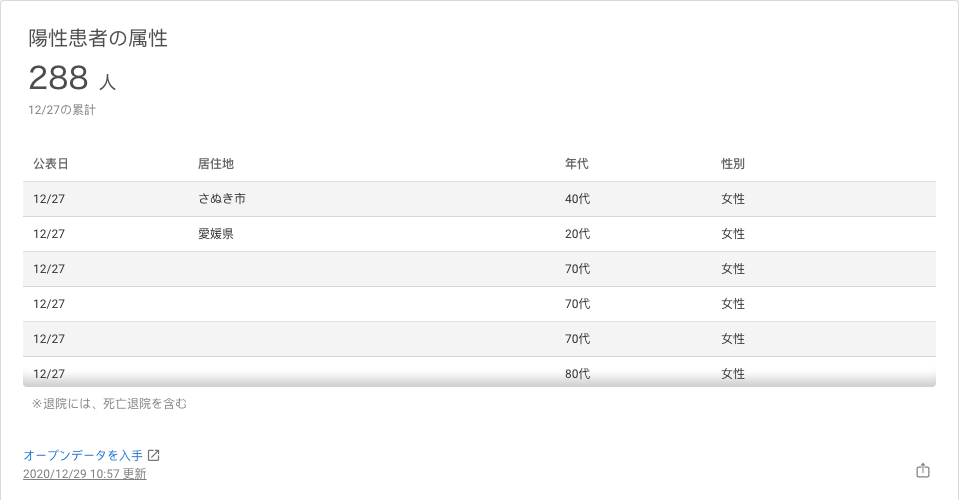 陽性患者の属性
288 人
12/27の累計
公表日 居住地 年代 性別
12/27 さぬき市 40代 女性
12/27 愛媛県 20代 女性
12/27 70代 女性
12/27 70代 女性
12/27 70代 女性
12/27 80代 女性
※退院には、死亡退院を含む
オープンデータを入手
2020/12/29 10:57 更新